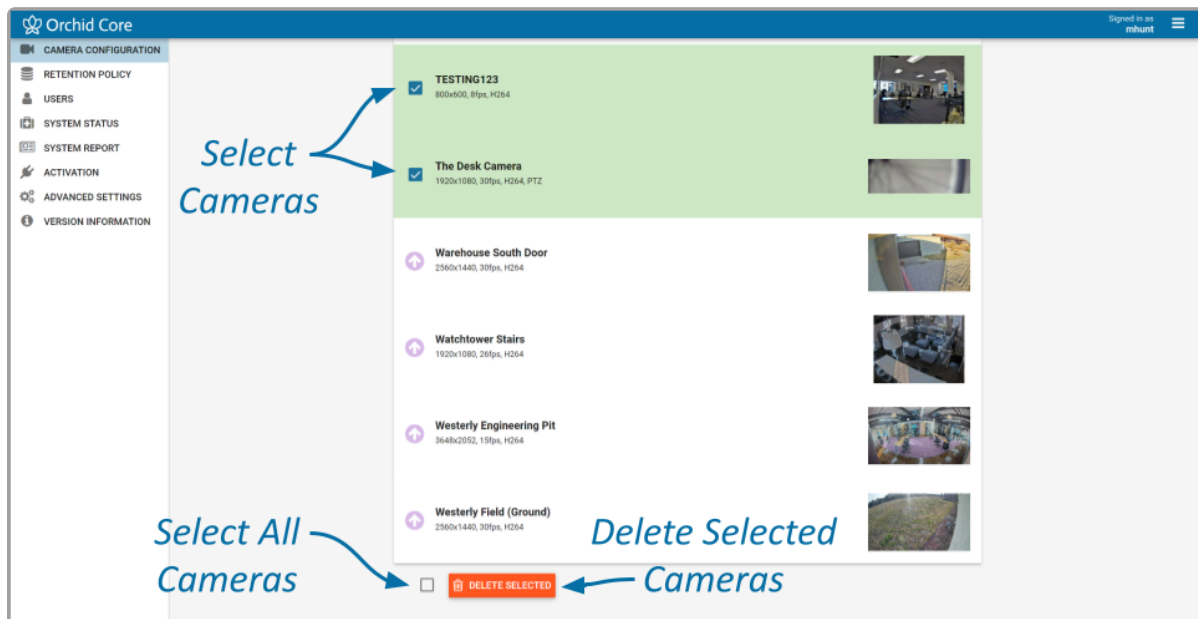 Orchid Core
Signed in as
mhunt
CAMERA CONFIGURATION
RETENTION POLICY
USERS
SYSTEM STATUS
SYSTEM REPORT
ACTIVATION
ADVANCED SETTINGS
VERSION INFORMATION
TESTING123
800x600, 8fps, H264
Select
Cameras
The Desk Camera
1920x1080, 30fps, H264, PTZ
Warehouse South Door
2560x1440, 30fps, H264
Watchtower Stairs
1920x1080, 26fps, H264
Westerly Engineering Pit
3648x2052, 15fps, H264
Westerly Field (Ground)
2560x1440, 30fps, H264
Select All
Cameras
DELETE SELECTED
Delete Selected
Cameras